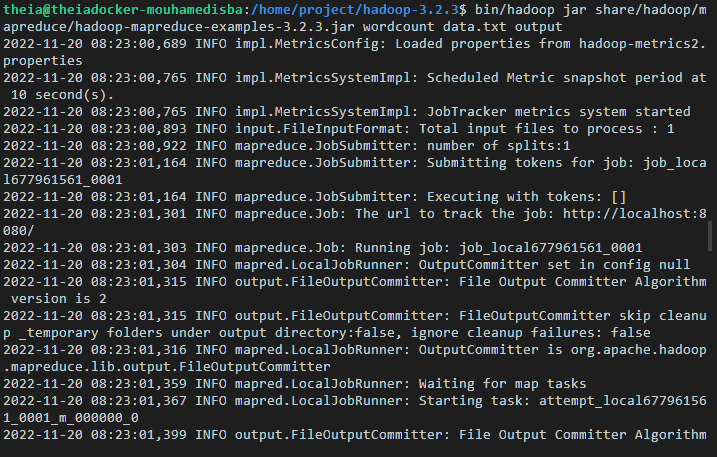 theia@theiadocker-mouhamedisba:/home/project/hadoop-3.2.3$ bin/hadoop jar share/hadoop/m
apreduce/hadoop-mapreduce-examples-3.2.3.jar wordcount data.txt output
2022-11-20 08:23:00,689 INFO impl.MetricsConfig: Loaded properties from hadoop-metrics2.
properties
2022-11-20 08:23:00,765 INFO impl.MetricsSystemImpl: Scheduled Metric snapshot period at
 10 second(s).
2022-11-20 08:23:00,765 INFO impl.MetricsSystemImpl: JobTracker metrics system started
2022-11-20 08:23:00,893 INFO input.FileInputFormat: Total input files to process : 1
2022-11-20 08:23:00,922 INFO mapreduce.JobSubmitter: number of splits:1
2022-11-20 08:23:01,164 INFO mapreduce.JobSubmitter: Submitting tokens for job: job_loca
l677961561_0001
2022-11-20 08:23:01,164 INFO mapreduce.JobSubmitter: Executing with tokens: []
2022-11-20 08:23:01,301 INFO mapreduce.Job: The url to track the job: http://localhost:8
080/
2022-11-20 08:23:01,303 INFO mapreduce.Job: Running job: job_local677961561_0001
2022-11-20 08:23:01,304 INFO mapred.LocalJobRunner: OutputCommitter set in config null
2022-11-20 08:23:01,315 INFO output.FileOutputCommitter: File Output Committer Algorithm
 version is 2
2022-11-20 08:23:01,315 INFO output.FileOutputCommitter: FileOutputCommitter skip cleanu
p _temporary folders under output directory:false, ignore cleanup failures: false
2022-11-20 08:23:01,316 INFO mapred.LocalJobRunner: OutputCommitter is org.apache.hadoop
.mapreduce.lib.output.FileOutputCommitter
2022-11-20 08:23:01,359 INFO mapred.LocalJobRunner: Waiting for map tasks
2022-11-20 08:23:01,367 INFO mapred.LocalJobRunner: Starting task: attempt_local67796156
1_0001_m_000000_0
2022-11-20 08:23:01,399 INFO output.FileOutputCommitter: File Output Committer Algorithm